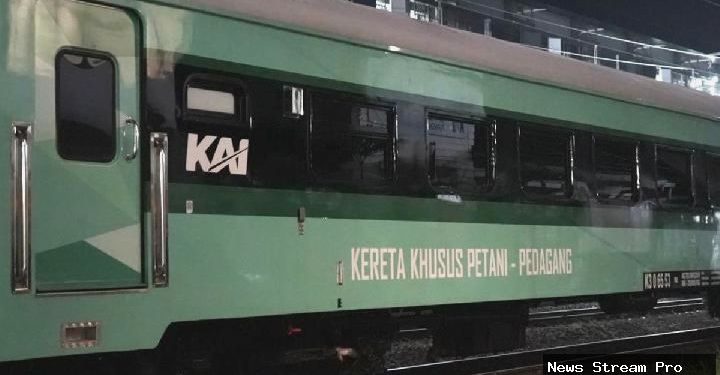 KAI
KERETA KHUSUS PETANI - PEDAGANG
News Stream Pro